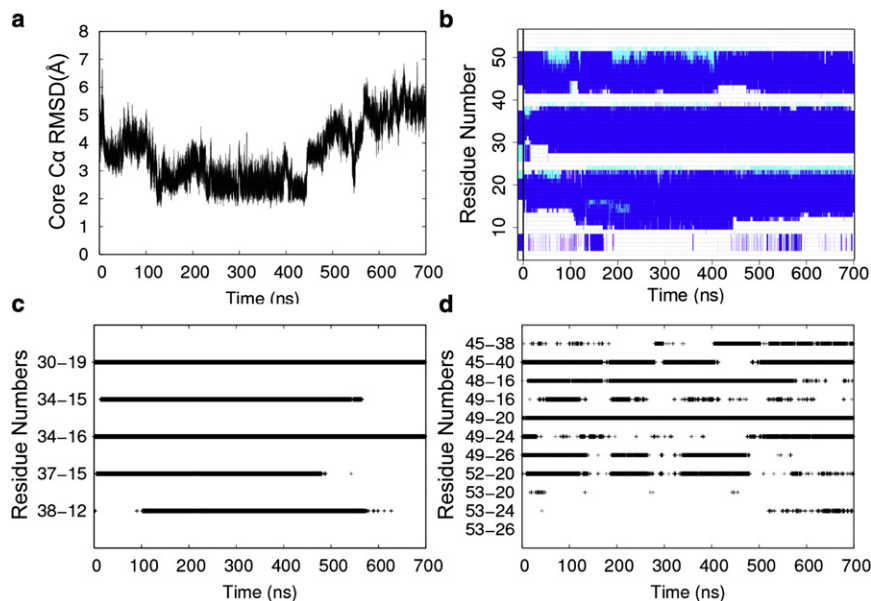 a
8
7
6
5
4
3
2
1
0
Core Cα RMSD(Å)
0 100 200 300 400 500 600 700
Time (ns)
b
50
40
30
20
10
Residue Number
0 100 200 300 400 500 600 700
Time (ns)
c
30-19
34-15
34-16
37-15
38-12
Residue Numbers
0 100 200 300 400 500 600 700
Time (ns)
d
45-38
45-40
48-16
49-16
49-20
49-24
49-26
52-20
53-20
53-24
53-26
Residue Numbers
0 100 200 300 400 500 600 700
Time (ns)